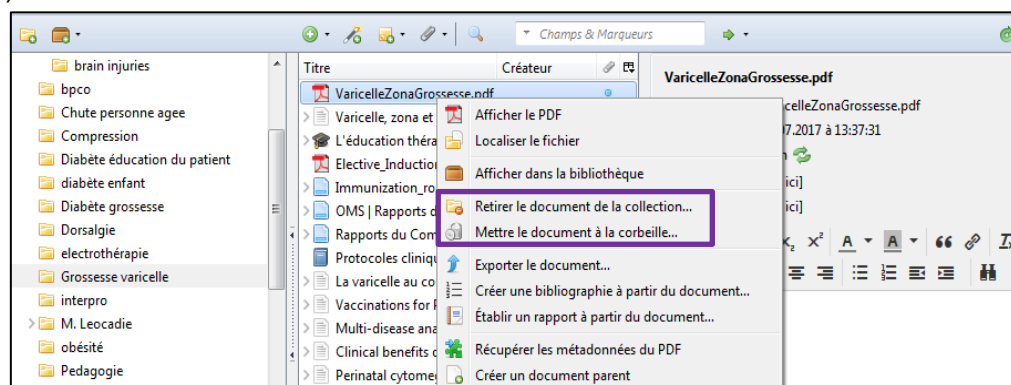 Champs & Marqueurs
brain injuries
bpco
Chute personne agee
Compression
Diabète éducation du patient
diabète enfant
Diabète grossesse
Dorsalgie
electrothérapie
Grossesse varicelle
interpro
M. Leocadie
obésité
Pedagogie
Titre Créateur
VaricelleZonaGrossesse.pdf
Varicelle, zona et
L'éducation théra
Elective_Induction
Immunization_ro
OMS | Rapports d
Rapports du Com
Protocoles cliniqu
La varicelle au co
Vaccinations for
Multi-disease ana
Clinical benefits
Perinatal cytome
Afficher le PDF
Localiser le fichier
Afficher dans la bibliothèque
Retirer le document de la collection...
Mettre le document à la corbeille...
Exporter le document...
Créer une bibliographie à partir du document...
Établir un rapport à partir du document...
Récupérer les métadonnées du PDF
Créer un document parent
VaricelleZonaGrossesse.pdf
celleZonaGrossesse.pdf
07.2017 à 13:37:31
ici]
ici]